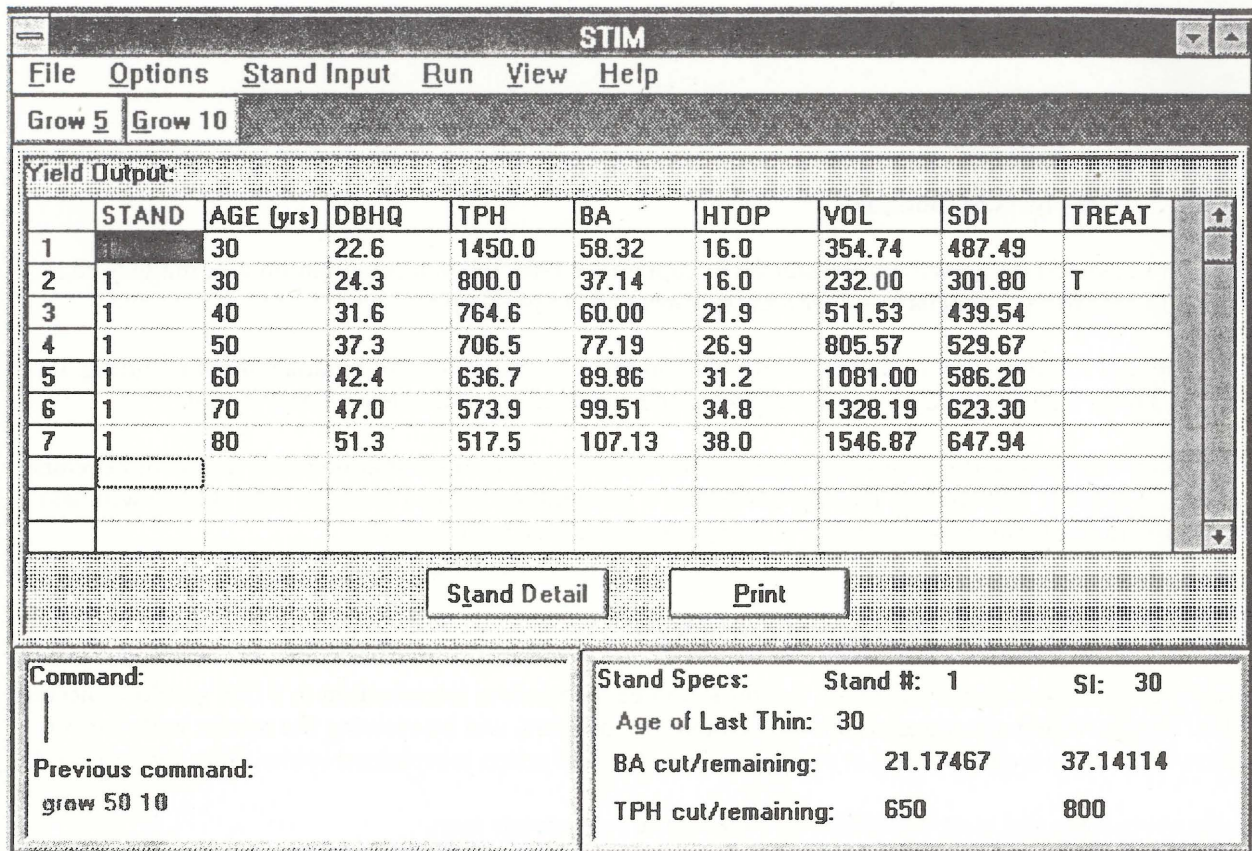 STIM
File Options Stand Input Run View Help
Grow 5 Grow 10
Yield Output:
STAND AGE (yrs) DBHQ TPH BA HTOP VOL SDI TREAT
1 1 30 22.6 1450.0 58.32 16.0 354.74 487.49
2 1 30 24.3 800.0 37.14 16.0 232.00 301.80 T
3 1 40 31.6 764.6 60.00 21.9 511.53 439.54
4 1 50 37.3 706.5 77.19 26.9 805.57 529.67
5 1 60 42.4 636.7 89.86 31.2 1081.00 586.20
6 1 70 47.0 573.9 99.51 34.8 1328.19 623.30
7 1 80 51.3 517.5 107.13 38.0 1546.87 647.94
Stand Detail Print
Command:
Previous command:
grow 50 10
Stand Specs: Stand #: 1 SI: 30
Age of Last Thin: 30
BA cut/remaining: 21.17467 37.14114
TPH cut/remaining: 650 800